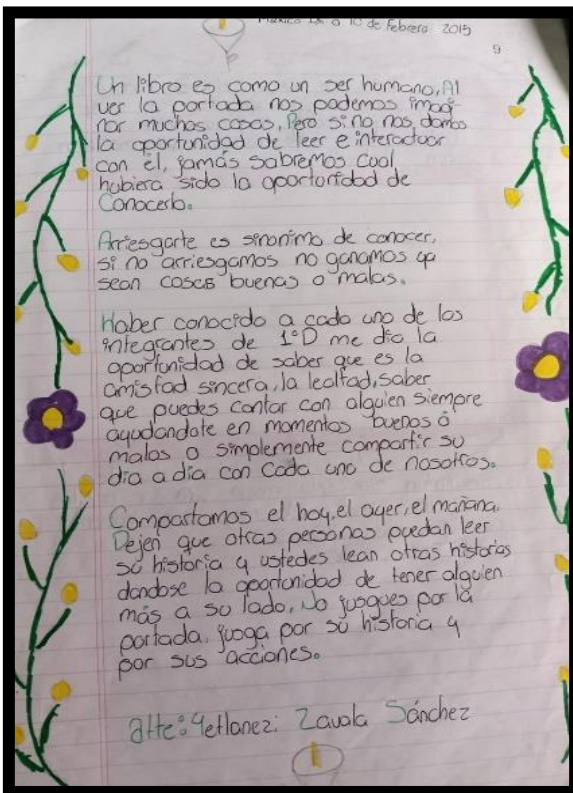 de Febrero 2015
9
Un libro es como un ser humano, Al
ver la portada nos podemos imagi-
nar muchas cosas, Pero si no nos damos
la oportunidad de leer e interactuar
con él, jamás sabremos cual
hubiera sido la oportunidad de
Conocerlo.
Arriesgarte es sinonimo de conocer,
si no arriesgamos no ganamos ya
sean cosas buenas o malas.
Haber conocido a cada uno de los
integrantes de 1°D me dio la
oportunidad de saber que es la
amistad sincera, la lealtad, saber
que puedes contar con alguien siempre
ayudandote en momentos buenos ó
malos o simplemente compartir su
dia a dia con Cada uno de nosotros.
Compartamos el hoy, el ayer, el mañana.
Dejen que otras personas puedan leer
su historia y ustedes lean otras historias
dandose la oportunidad de tener alguien
más a su lado, No jusgues por la
portada, juzga por su historia y
por sus acciones.
atte: Yetlanezi Zavala Sánchez